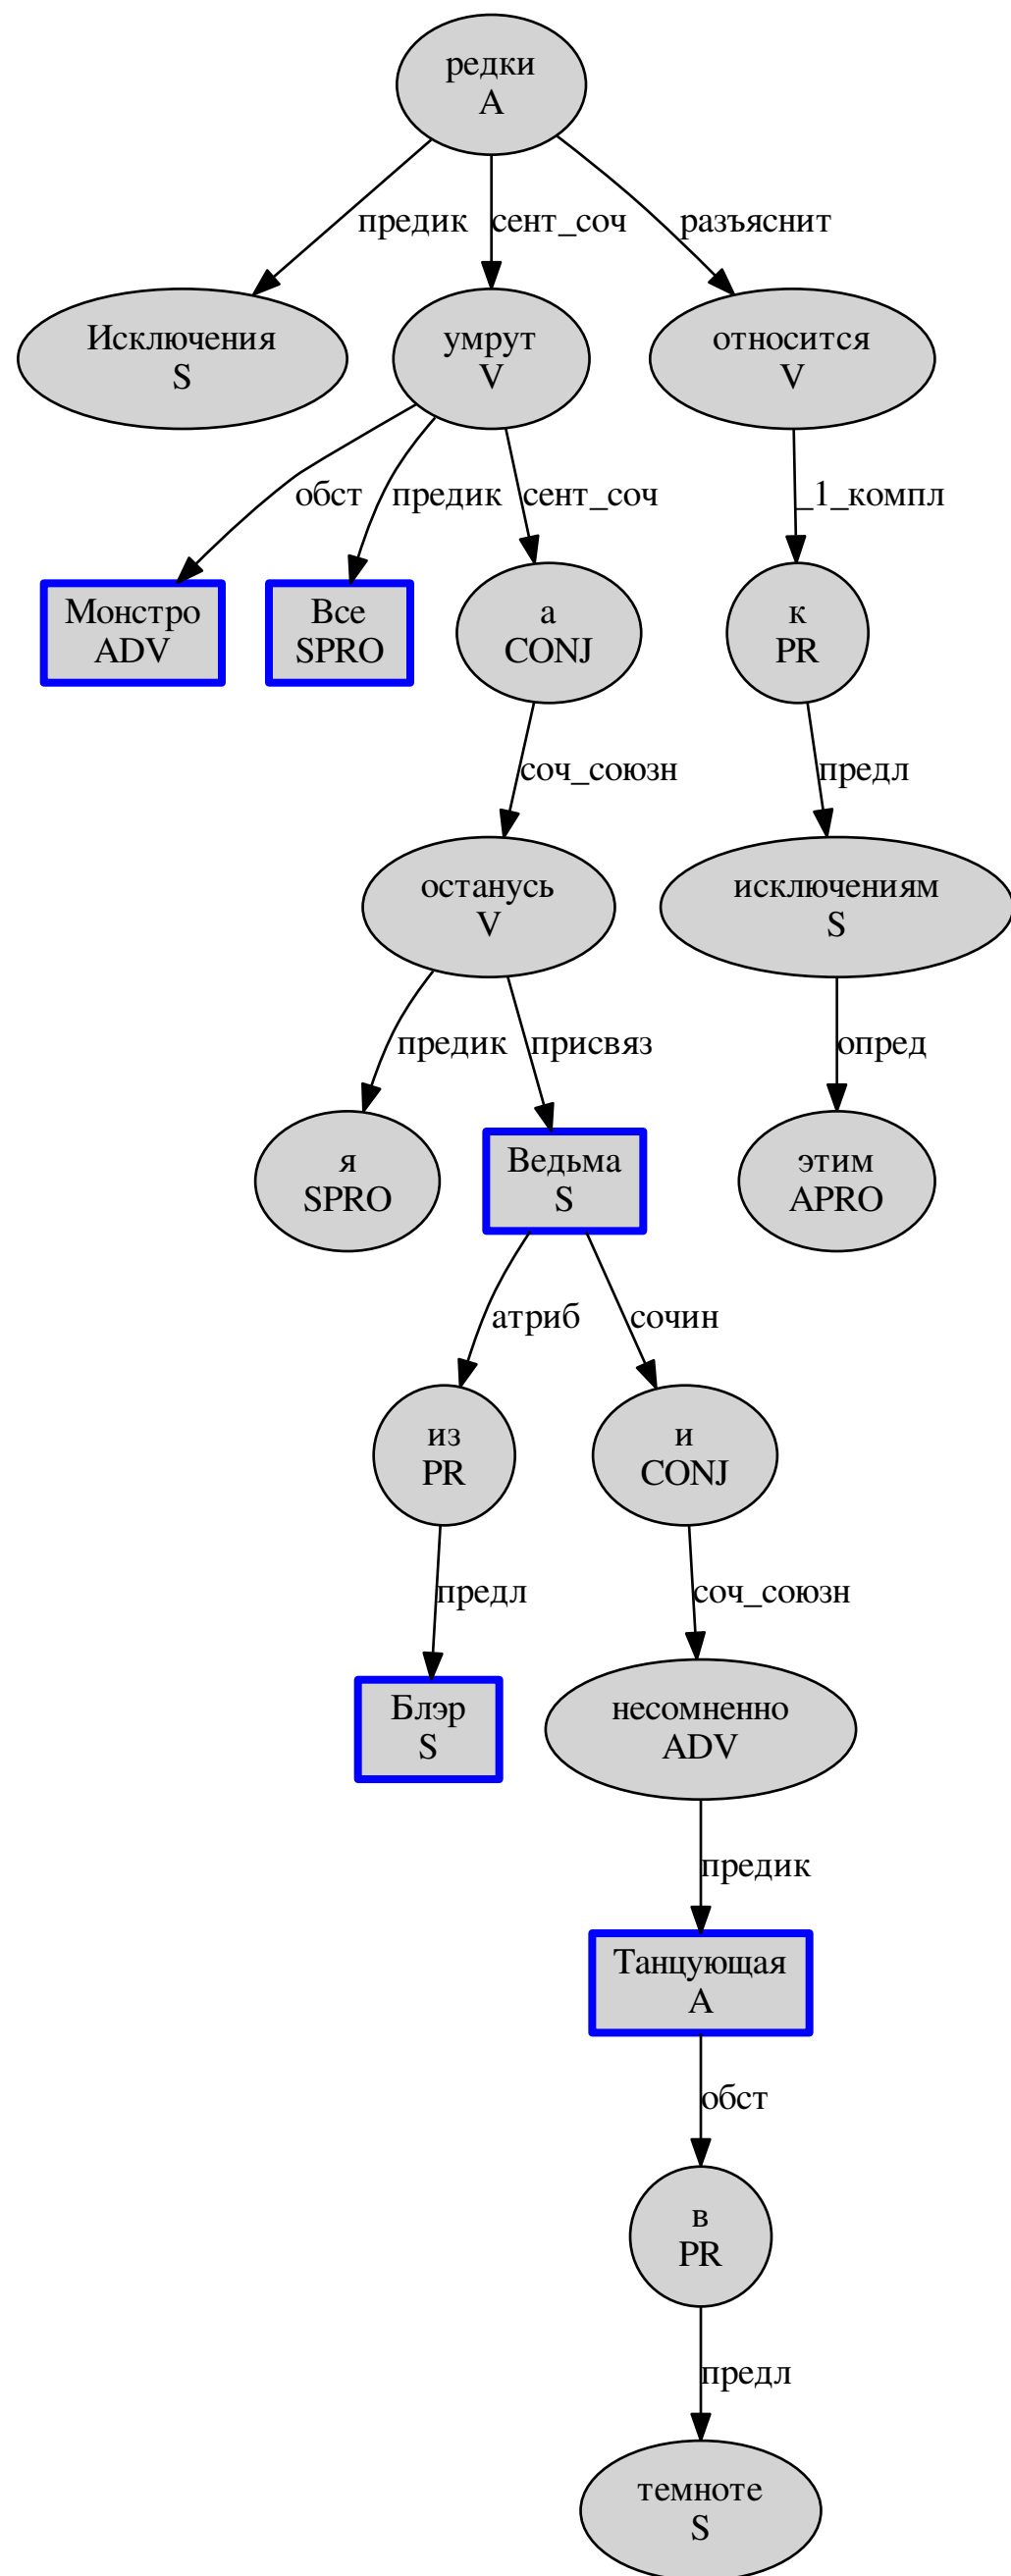 редки
A
предик
сент_соч
разъяснит
Исключения
S
умрут
V
относится
V
обст
предик
сент_соч
_1_компл
Монстро
ADV
Все
SPRO
а
CONJ
к
PR
соч_союзн
предл
останусь
V
исключениям
S
предик
присвяз
опред
я
SPRO
Ведьма
S
этим
APRO
атриб
сочин
из
PR
и
CONJ
предл
соч_союзн
Блэр
S
несомненно
ADV
предик
Танцующая
A
обст
в
PR
предл
темноте
S